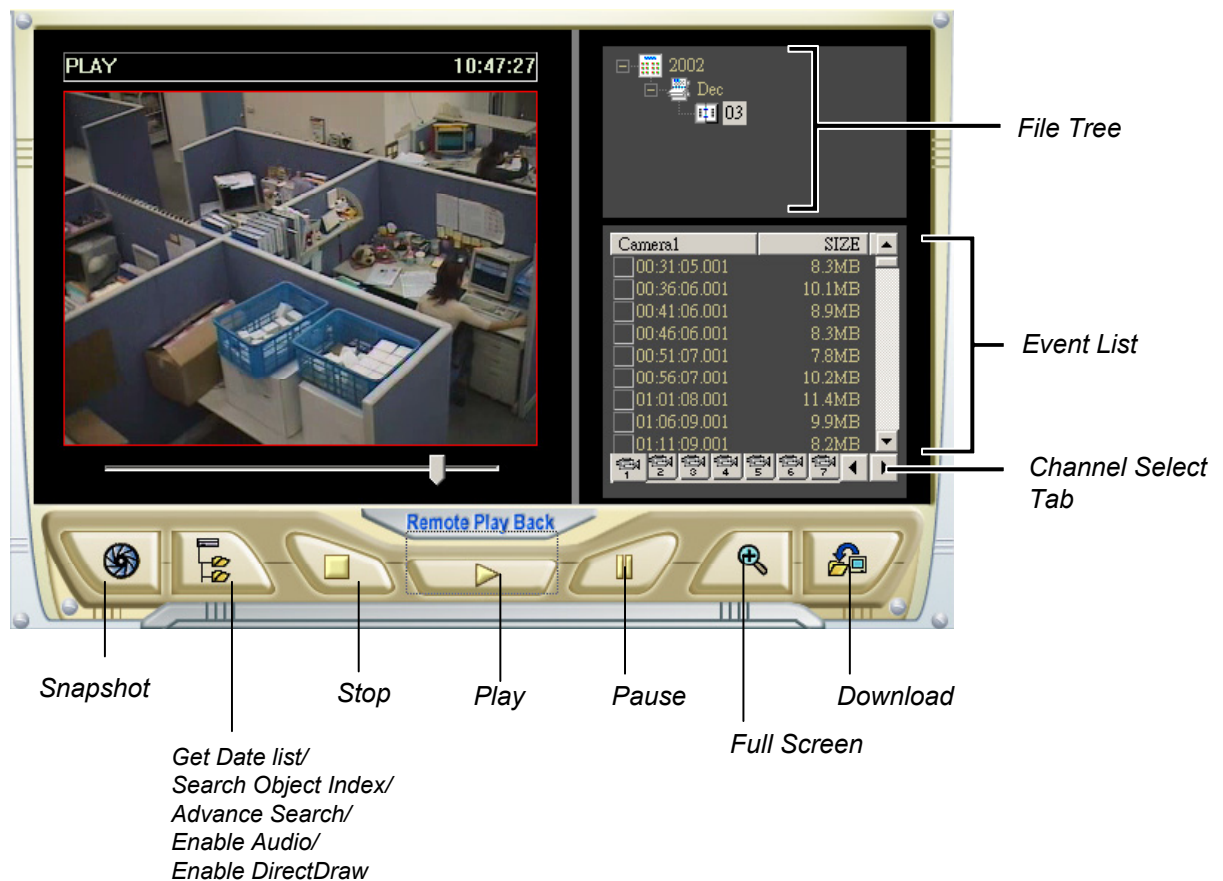 PLAY 10:47:27
2002
Dec
03
File Tree
Camera1 SIZE
00:31:05.001 8.3MB
00:36:06.001 10.1MB
00:41:06.001 8.9MB
00:46:06.001 8.3MB
00:51:07.001 7.8MB
00:56:07.001 10.2MB
01:01:08.001 11.4MB
01:06:09.001 9.9MB
01:11:09.001 8.2MB
Event List
1 2 3 4 5 6 7
Channel Select
Tab
Remote Play Back
Snapshot
Stop
Play
Pause
Download
Full Screen
Get Date list/
Search Object Index/
Advance Search/
Enable Audio/
Enable DirectDraw